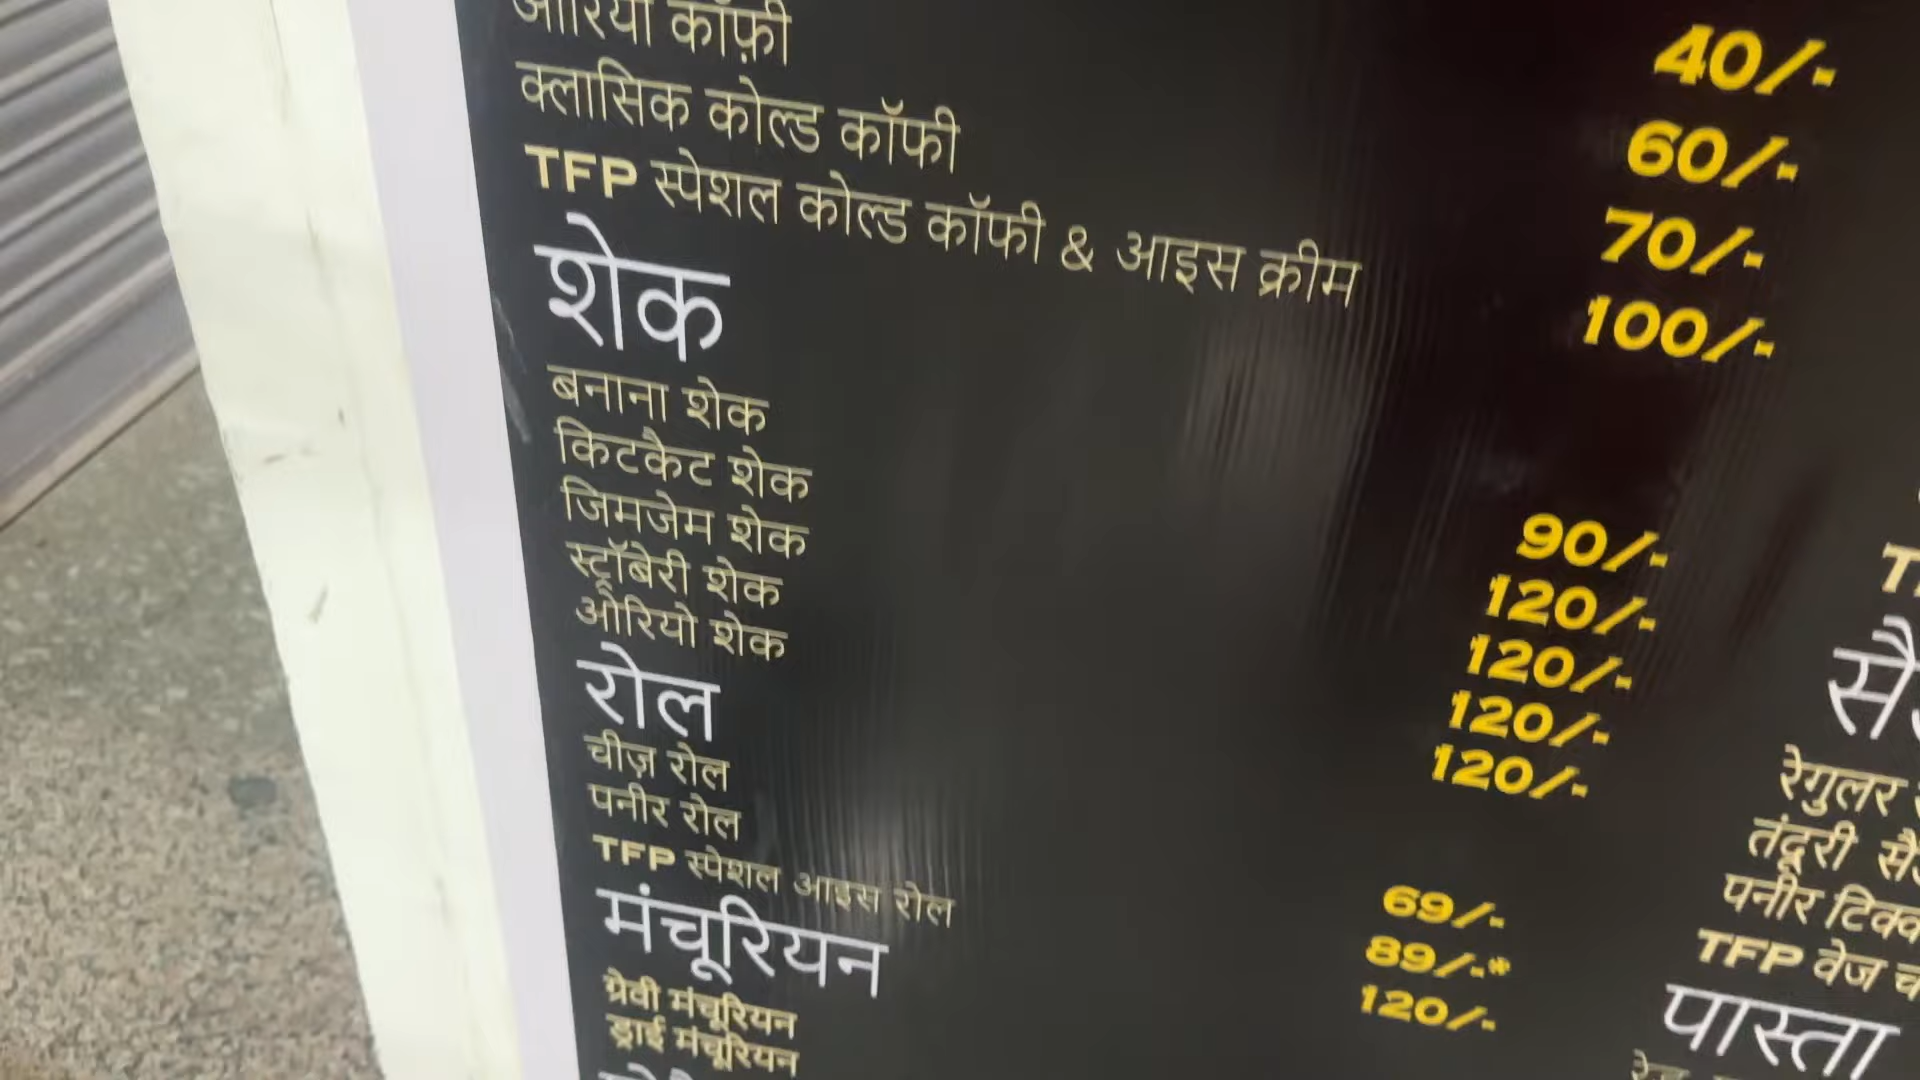 ओरियो कॉफ़ी
40/-
क्लासिक कोल्ड कॉफी
60/-
TFP स्पेशल कोल्ड कॉफी & आइस क्रीम
70/-
100/-
शेक
बनाना शेक
90/-
किटकैट शेक
120/-
जिमजेम शेक
120/-
स्ट्रॉबेरी शेक
120/-
ओरियो शेक
120/-
रोल
चीज़ रोल
69/-
पनीर रोल
89/-*
TFP स्पेशल आइस रोल
120/-
मंचूरियन
ग्रेवी मंचूरियन
ड्राई मंचूरियन
रेगुलर
तंदूरी
पनीर
TFP वेज
पास्ता